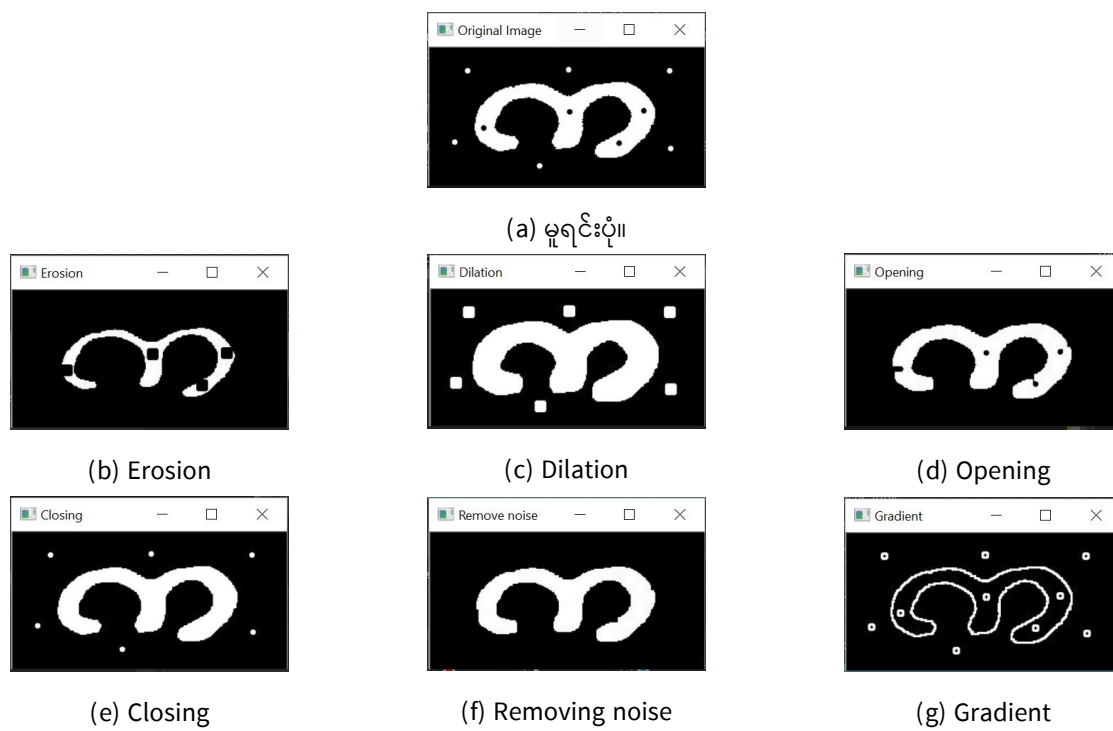 Original Image
(a) မူရင်းပုံ။
Erosion
Dilation
Opening
(b) Erosion
(c) Dilation
(d) Opening
Closing
Remove noise
Gradient
(e) Closing
(f) Removing noise
(g) Gradient